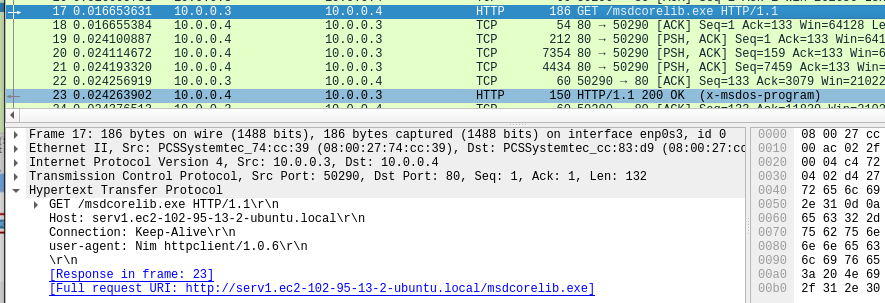 17 0.016653631 10.0.0.3 10.0.0.4 HTTP 186 GET /msdcorelib.exe HTTP/1.1
18 0.016655384 10.0.0.4 10.0.0.3 TCP 54 80 → 50290 [ACK] Seq=1 Ack=133 Win=64128 Le
19 0.024100887 10.0.0.4 10.0.0.3 TCP 212 80 → 50290 [PSH, ACK] Seq=1 Ack=133 Win=641
20 0.024114672 10.0.0.4 10.0.0.3 TCP 7354 80 → 50290 [PSH, ACK] Seq=159 Ack=133 Win=6
21 0.024193320 10.0.0.4 10.0.0.3 TCP 4434 80 → 50290 [PSH, ACK] Seq=7459 Ack=133 Win=
22 0.024256919 10.0.0.3 10.0.0.4 TCP 60 50290 → 80 [ACK] Seq=133 Ack=3079 Win=21022
23 0.024263902 10.0.0.4 10.0.0.3 HTTP 150 HTTP/1.1 200 OK (x-msdos-program)
Frame 17: 186 bytes on wire (1488 bits), 186 bytes captured (1488 bits) on interface enp0s3, id 0
Ethernet II, Src: PCSSystemtec_74:cc:39 (08:00:27:74:cc:39), Dst: PCSSystemtec_cc:83:d9 (08:00:27:cc
Internet Protocol Version 4, Src: 10.0.0.3, Dst: 10.0.0.4
Transmission Control Protocol, Src Port: 50290, Dst Port: 80, Seq: 1, Ack: 1, Len: 132
Hypertext Transfer Protocol
GET /msdcorelib.exe HTTP/1.1\r\n
Host: serv1.ec2-102-95-13-2-ubuntu.local\r\n
Connection: Keep-Alive\r\n
user-agent: Nim httpclient/1.0.6\r\n
\r\n
[Response in frame: 23]
[Full request URI: http://serv1.ec2-102-95-13-2-ubuntu.local/msdcorelib.exe]
0000 08 00 27 cc
0010 00 ac 02 2f
0020 00 04 c4 72
0030 04 02 d4 27
0040 72 65 6c 69
0050 2e 31 0d 0a
0060 65 63 32 2d
0070 75 62 75 6e
0080 6e 6e 65 63
0090 6c 69 76 65
00a0 3a 20 4e 69
00b0 2f 31 2e 30